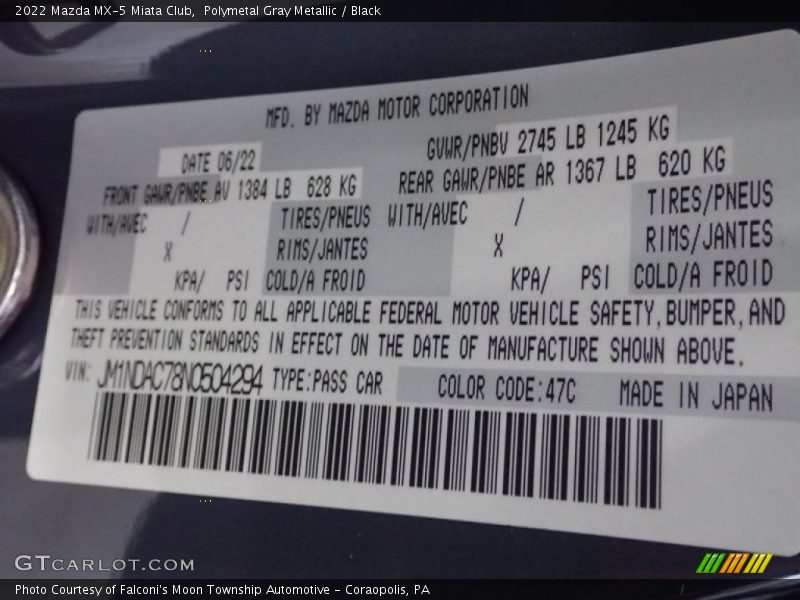 2022 Mazda MX-5 Miata Club,  Polymetal Gray Metallic / Black
MFD. BY MAZDA MOTOR CORPORATION
DATE 06/22 GVWR/PNBV 2745 LB 1245 KG
FRONT GAWR/PNBE AV 1384 LB 628 KG REAR GAWR/PNBE AR 1367 LB 620 KG
WITH/AVEC / TIRES/PNEUS WITH/AVEC / TIRES/PNEUS
X RIMS/JANTES X RIMS/JANTES
KPA/ PSI COLD/A FROID KPA/ PSI COLD/A FROID
THIS VEHICLE CONFORMS TO ALL APPLICABLE FEDERAL MOTOR VEHICLE SAFETY, BUMPER, AND
THEFT PREVENTION STANDARDS IN EFFECT ON THE DATE OF MANUFACTURE SHOWN ABOVE.
VIN: JM1NDAC78N0504294 TYPE:PASS CAR COLOR CODE:47C MADE IN JAPAN
GTCARLOT.COM
Photo Courtesy of Falconi's Moon Township Automotive - Coraopolis, PA